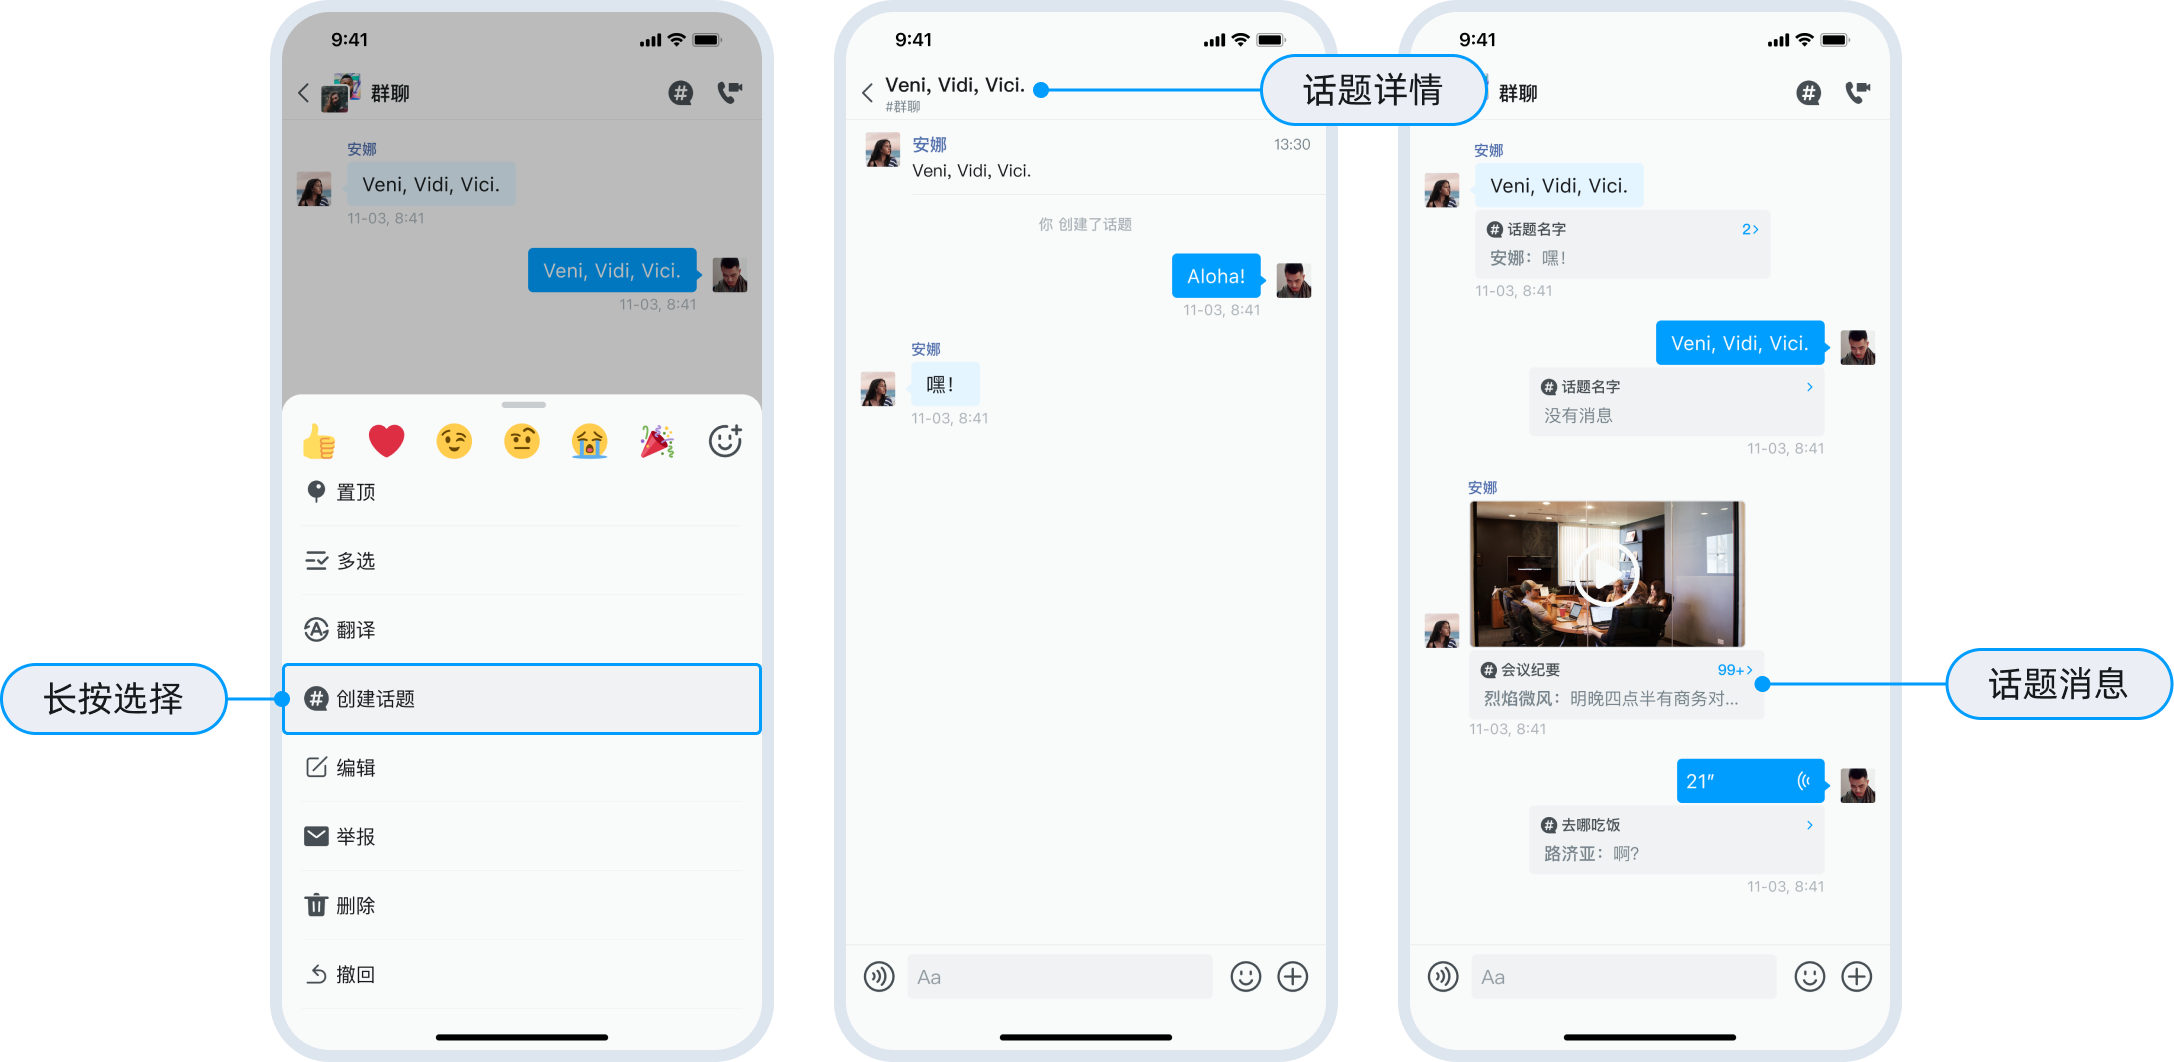 9:41
群聊
安娜
Veni, Vidi, Vici.
11-03, 8:41
Veni, Vidi, Vici.
11-03, 8:41
置顶
多选
翻译
长按选择
创建话题
编辑
举报
删除
撤回
9:41
Veni, Vidi, Vici.
#群聊
话题详情
安娜
13:30
Veni, Vidi, Vici.
你 创建了话题
Aloha!
11-03, 8:41
安娜
嘿!
11-03, 8:41
Aa
9:41
群聊
安娜
Veni, Vidi, Vici.
话题名字
2
安娜：嘿!
11-03, 8:41
Veni, Vidi, Vici.
话题名字
没有消息
11-03, 8:41
安娜
会议纪要
99+
烈焰微风：明晚四点半有商务对...
话题消息
11-03, 8:41
21″
去哪吃饭
路济亚：啊?
11-03, 8:41
Aa